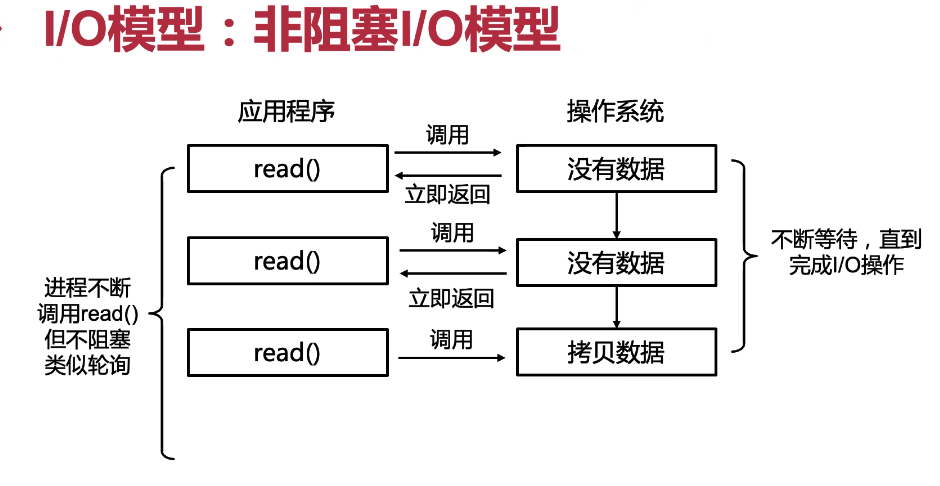 I/O模型：非阻塞I/O模型
应用程序
操作系统
read()
调用
立即返回
没有数据
read()
调用
立即返回
没有数据
read()
调用
拷贝数据
进程不断
调用read()
但不阻塞
类似轮询
不断等待，直到
完成I/O操作